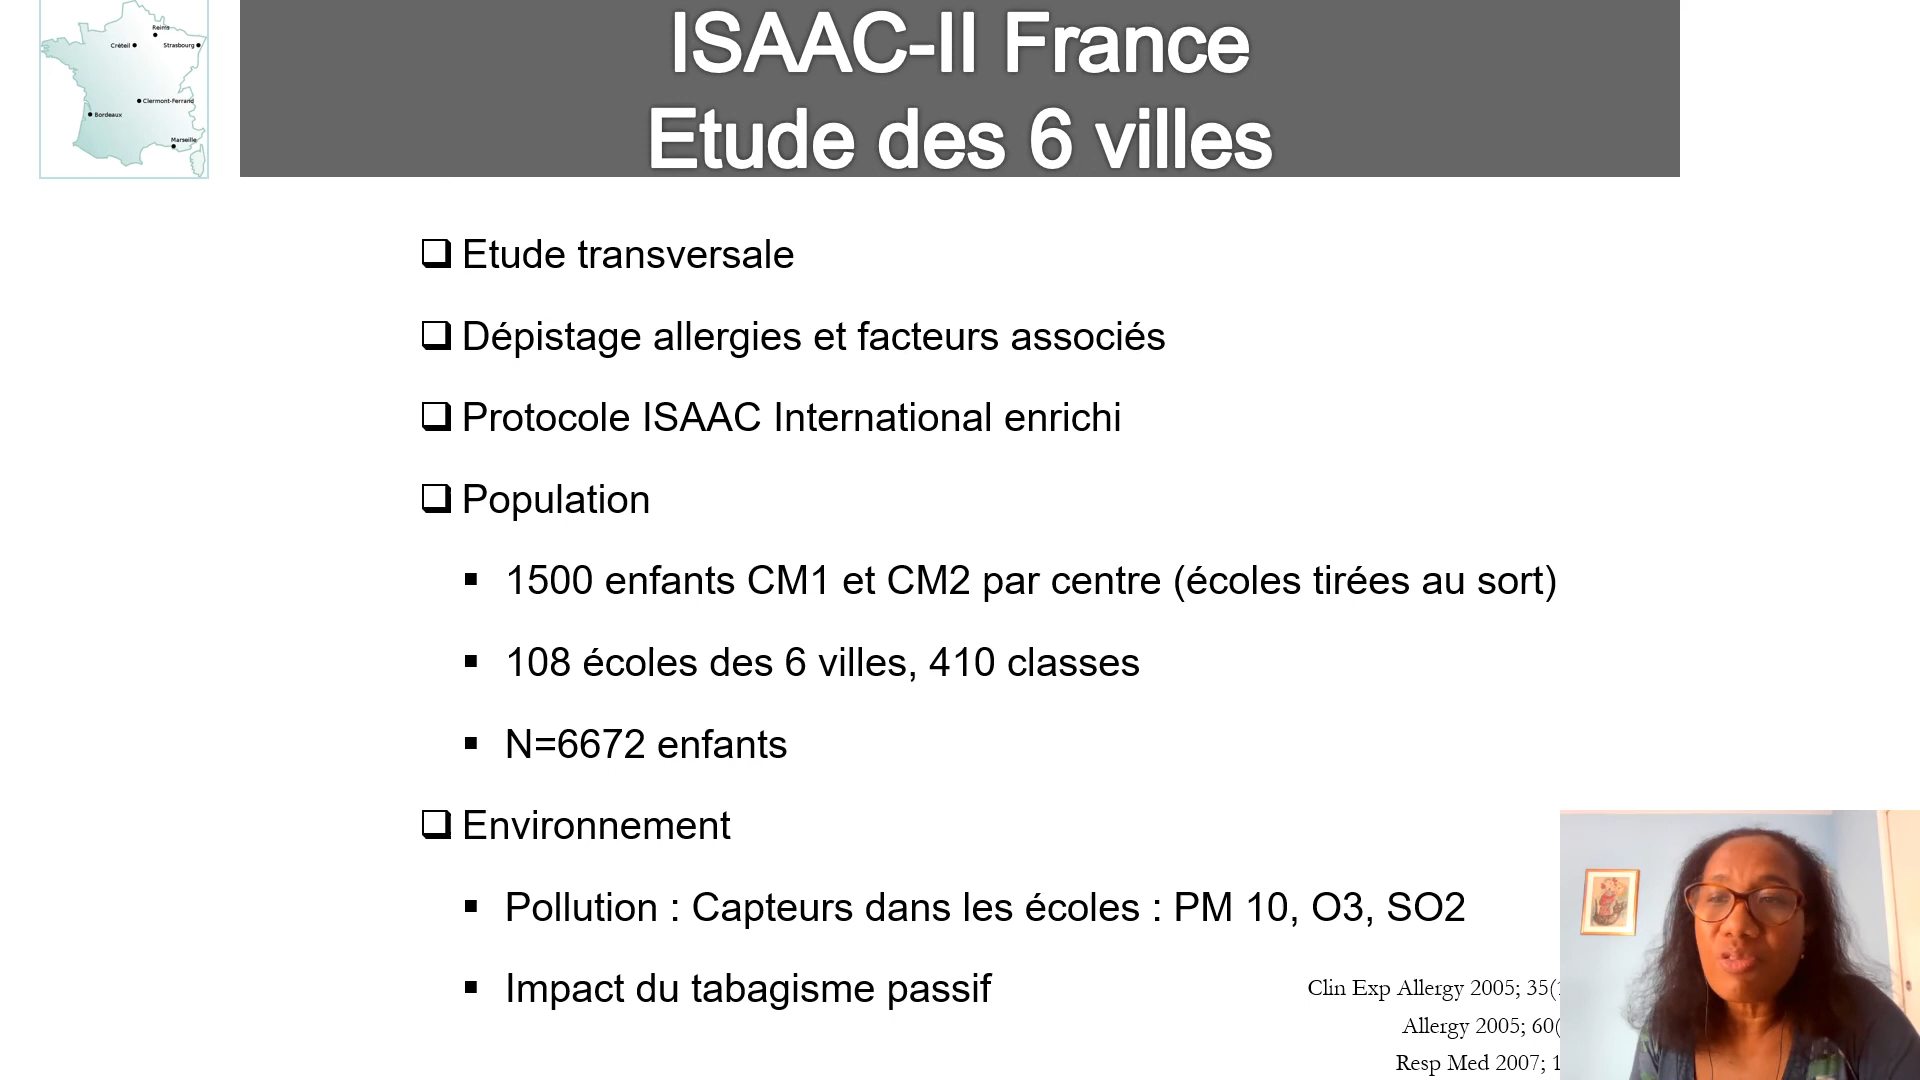 ISAAC-II France
Etude des 6 villes
Reims
Créteil
Strasbourg
Clermont-Ferrand
Bordeaux
Marseille
Etude transversale
Dépistage allergies et facteurs associés
Protocole ISAAC International enrichi
Population
1500 enfants CM1 et CM2 par centre (écoles tirées au sort)
108 écoles des 6 villes, 410 classes
N=6672 enfants
Environnement
Pollution : Capteurs dans les écoles : PM 10, O3, SO2
Impact du tabagisme passif
Clin Exp Allergy 2005; 35(
Allergy 2005; 60(
Resp Med 2007; 1